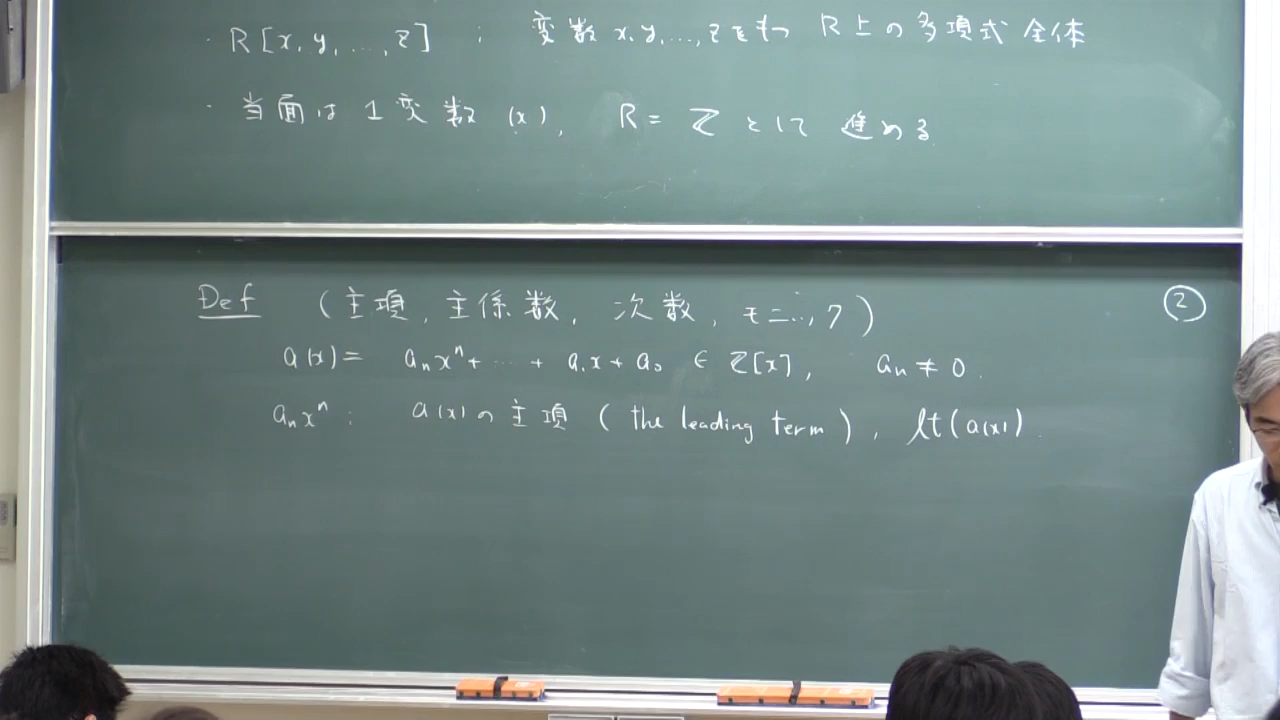 ・R[x, y, ..., z] : 変数 x, y, ..., z をもつ R上の多項式全体
・当面は1変数(x), R = ℤ として進める.
Def (主項, 主係数, 次数, モニック) ②
a(x) = aₙxⁿ + ... + a₁x + a₀ ∈ ℤ[x], aₙ ≠ 0.
aₙxⁿ : a(x)の主項 (the leading term), lt(a(x)).